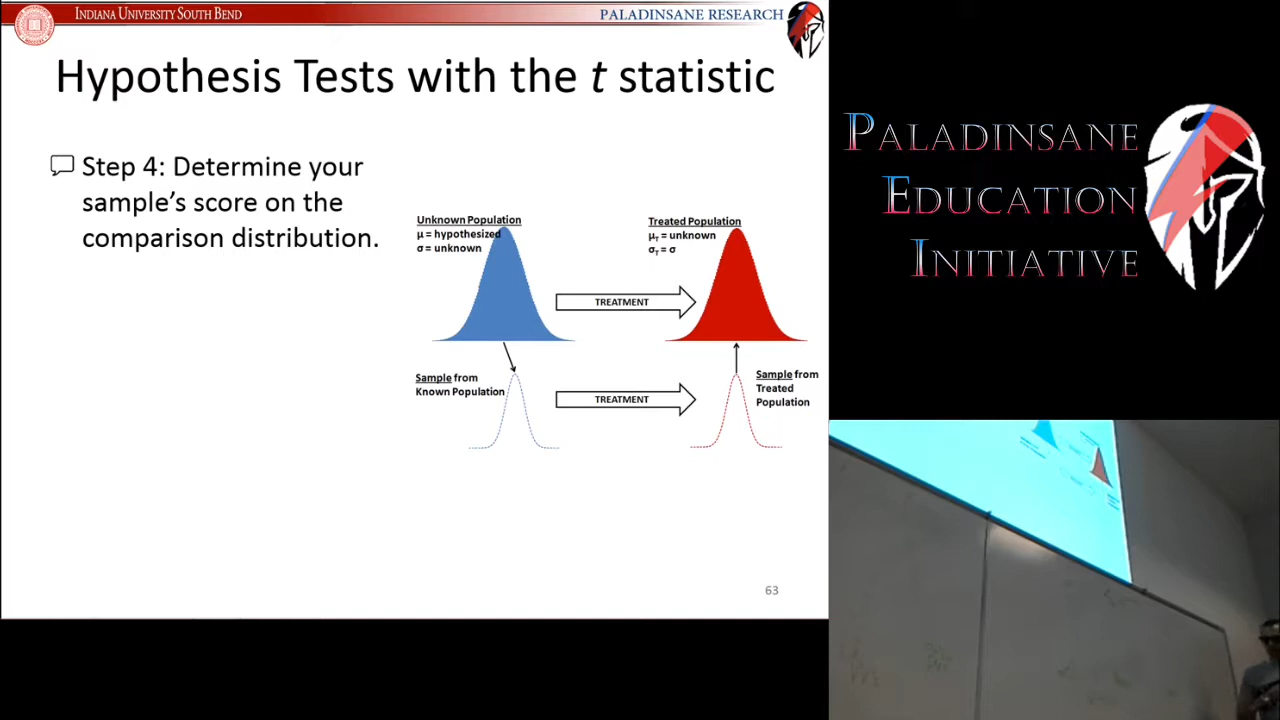 INDIANA UNIVERSITY SOUTH BEND
PALADINSANE RESEARCH
Hypothesis Tests with the t statistic
Step 4: Determine your
sample's score on the
comparison distribution.
Unknown Population
μ = hypothesized
σ = unknown
Treated Population
μT = unknown
σT = σ
TREATMENT
Sample from
Known Population
TREATMENT
Sample from
Treated
Population
63
PALADINSANE
EDUCATION
INITIATIVE